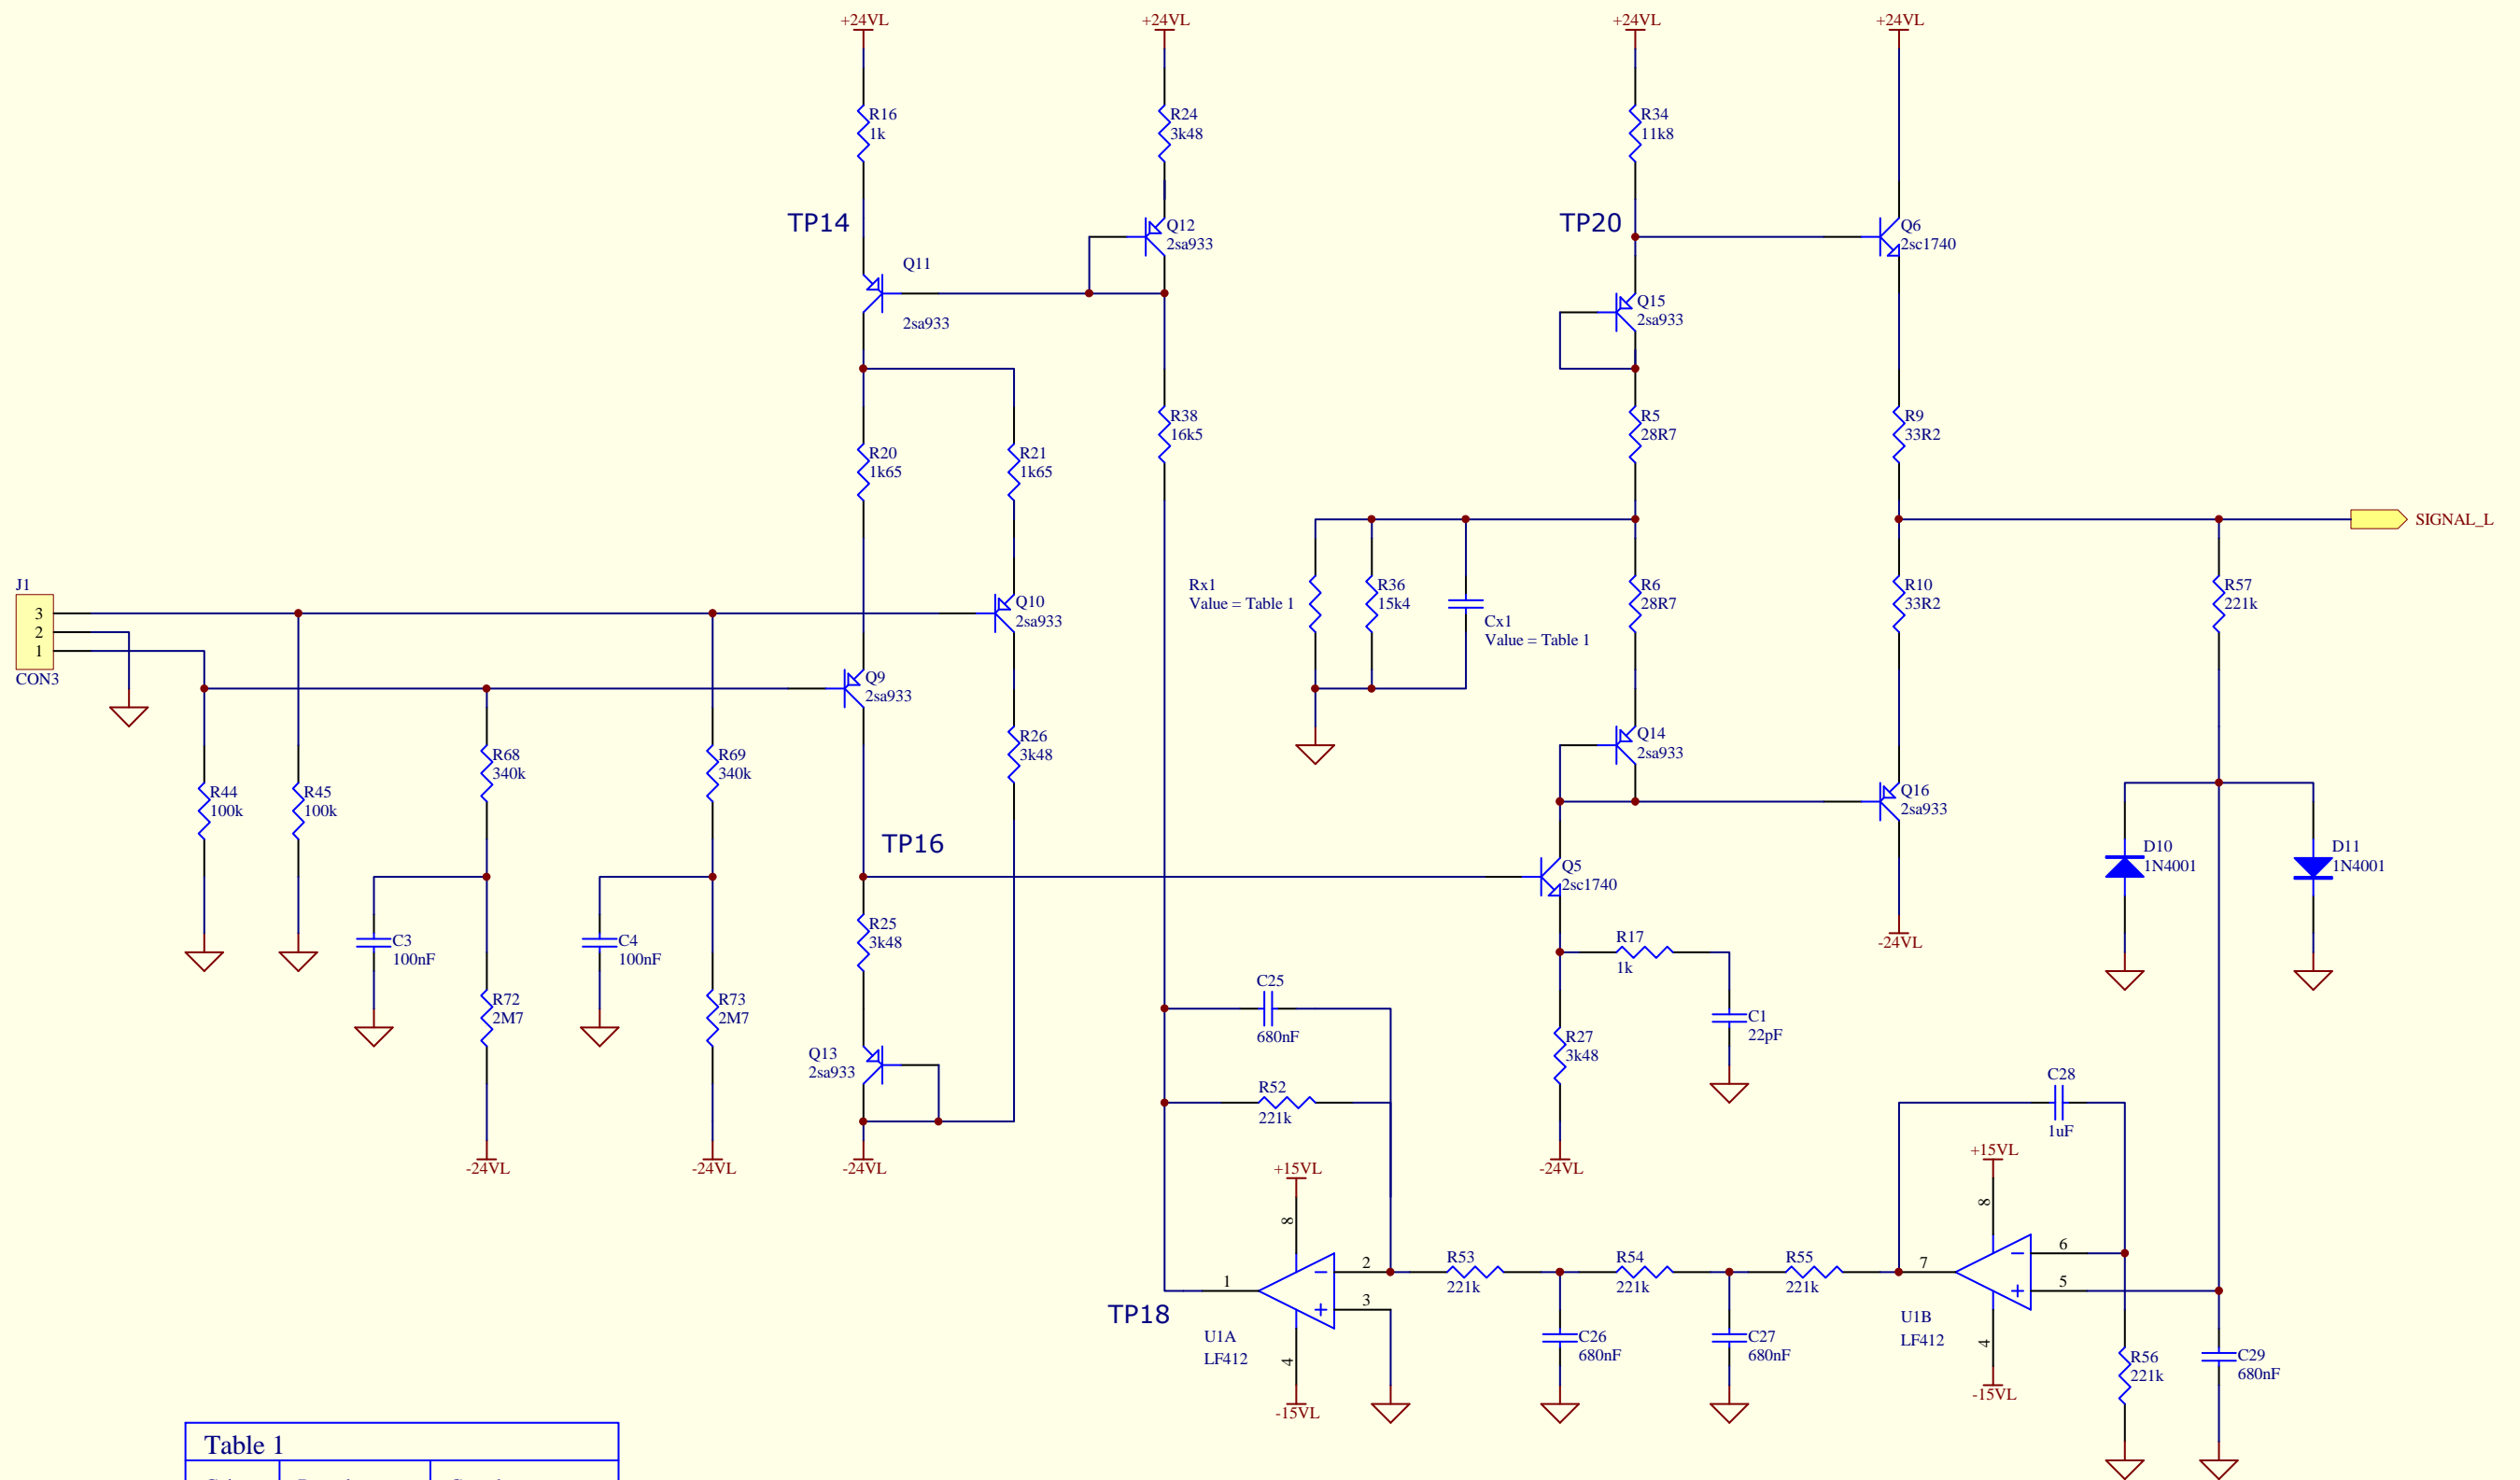 +24VL
+24VL
+24VL
+24VL
R16
1k
R24
3k48
R34
11k8
TP14
Q12
2sa933
TP20
Q6
2sc1740
Q11
2sa933
Q15
2sa933
R38
16k5
R5
28R7
R9
33R2
R20
1k65
R21
1k65
SIGNAL_L
J1
3
2
1
CON3
Q10
2sa933
Rx1
Value = Table 1
R36
15k4
Cx1
Value = Table 1
R6
28R7
R10
33R2
R57
221k
Q9
2sa933
R26
3k48
Q14
2sa933
R44
100k
R45
100k
R68
340k
R69
340k
Q16
2sa933
TP16
Q5
2sc1740
D10
1N4001
D11
1N4001
C3
100nF
C4
100nF
R25
3k48
R17
1k
-24VL
C25
680nF
R72
2M7
R73
2M7
C1
22pF
Q13
2sa933
R27
3k48
R52
221k
C28
1uF
-24VL
-24VL
-24VL
+15VL
-24VL
+15VL
8
8
1
2
3
R53
221k
R54
221k
R55
221k
7
6
5
TP18
U1A
LF412
4
-15VL
C26
680nF
C27
680nF
U1B
LF412
4
-15VL
R56
221k
C29
680nF
Table 1